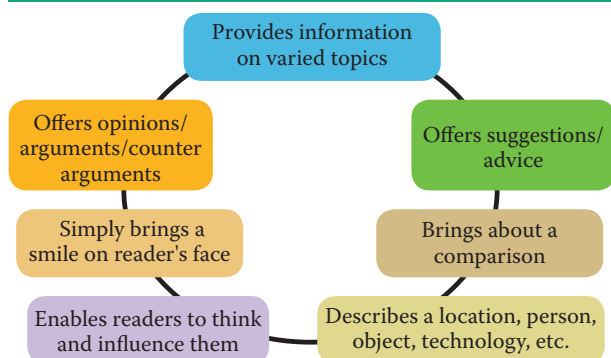 Provides information
on varied topics
Offers opinions/
arguments/counter
arguments
Offers suggestions/
advice
Simply brings a
smile on reader's face
Brings about a
comparison
Enables readers to think
and influence them
Describes a location, person,
object, technology, etc.